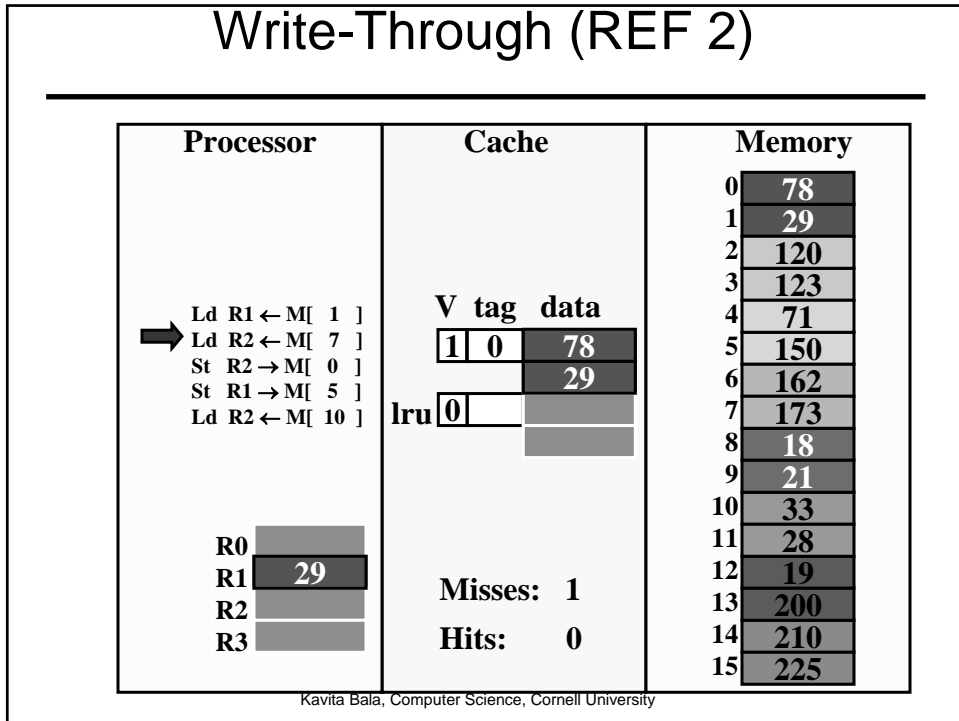 Write-Through (REF 2)
Processor
Ld R1 ← M[ 1 ]
Ld R2 ← M[ 7 ]
St R2 → M[ 0 ]
St R1 → M[ 5 ]
Ld R2 ← M[ 10 ]
R0
R1 29
R2
R3
Cache
V tag data
1 0 78
29
lru 0
Misses: 1
Hits: 0
Memory
0 78
1 29
2 120
3 123
4 71
5 150
6 162
7 173
8 18
9 21
10 33
11 28
12 19
13 200
14 210
15 225
Kavita Bala, Computer Science, Cornell University